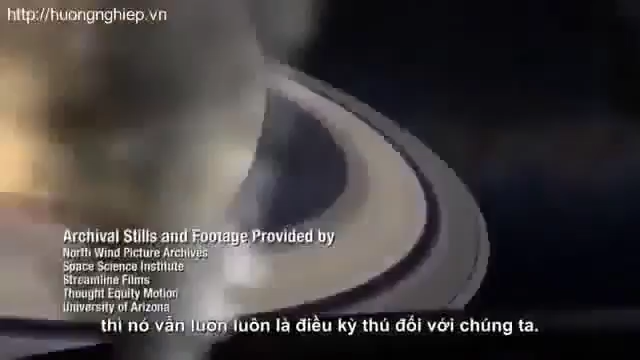 http://huongnghiep.vn
Archival Stills and Footage Provided by
North Wind Picture Archives
Space Science Institute
Streamline Films
Thought Equity Motion
University of Arizona
thì nó vẫn luôn luôn là điều kỳ thú đối với chúng ta.